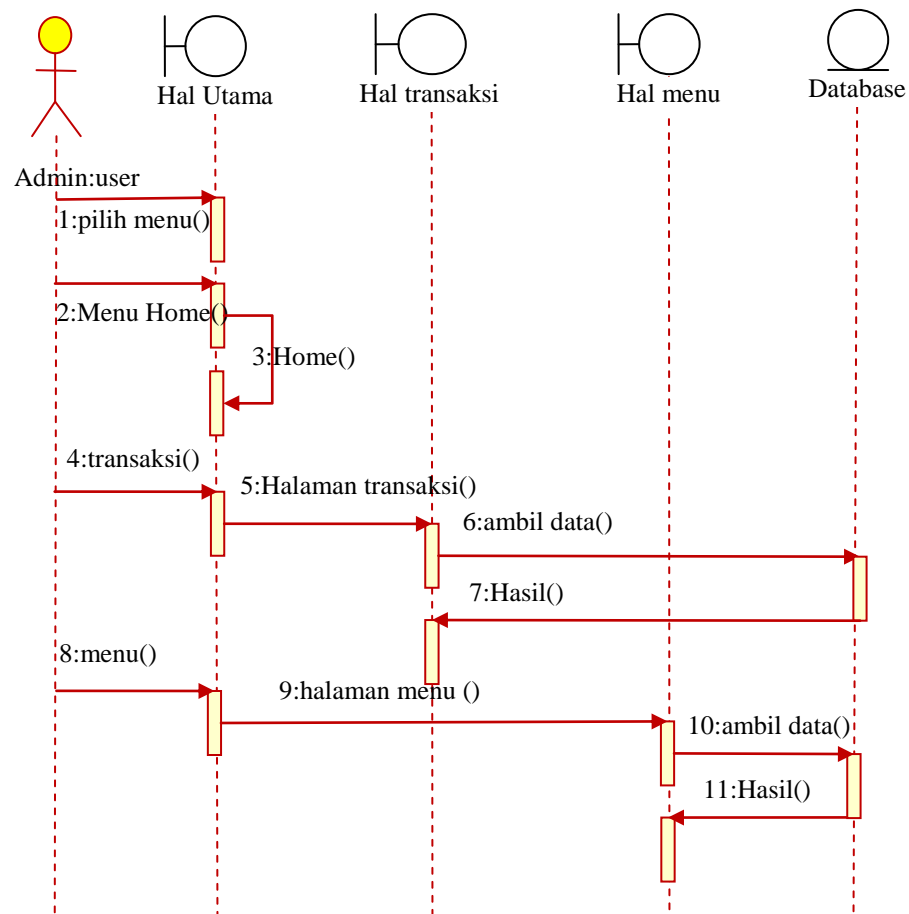 Hal Utama
Hal transaksi
Hal menu
Database
Admin:user
1:pilih menu()
2:Menu Home()
3:Home()
4:transaksi()
5:Halaman transaksi()
6:ambil data()
7:Hasil()
8:menu()
9:halaman menu ()
10:ambil data()
11:Hasil()